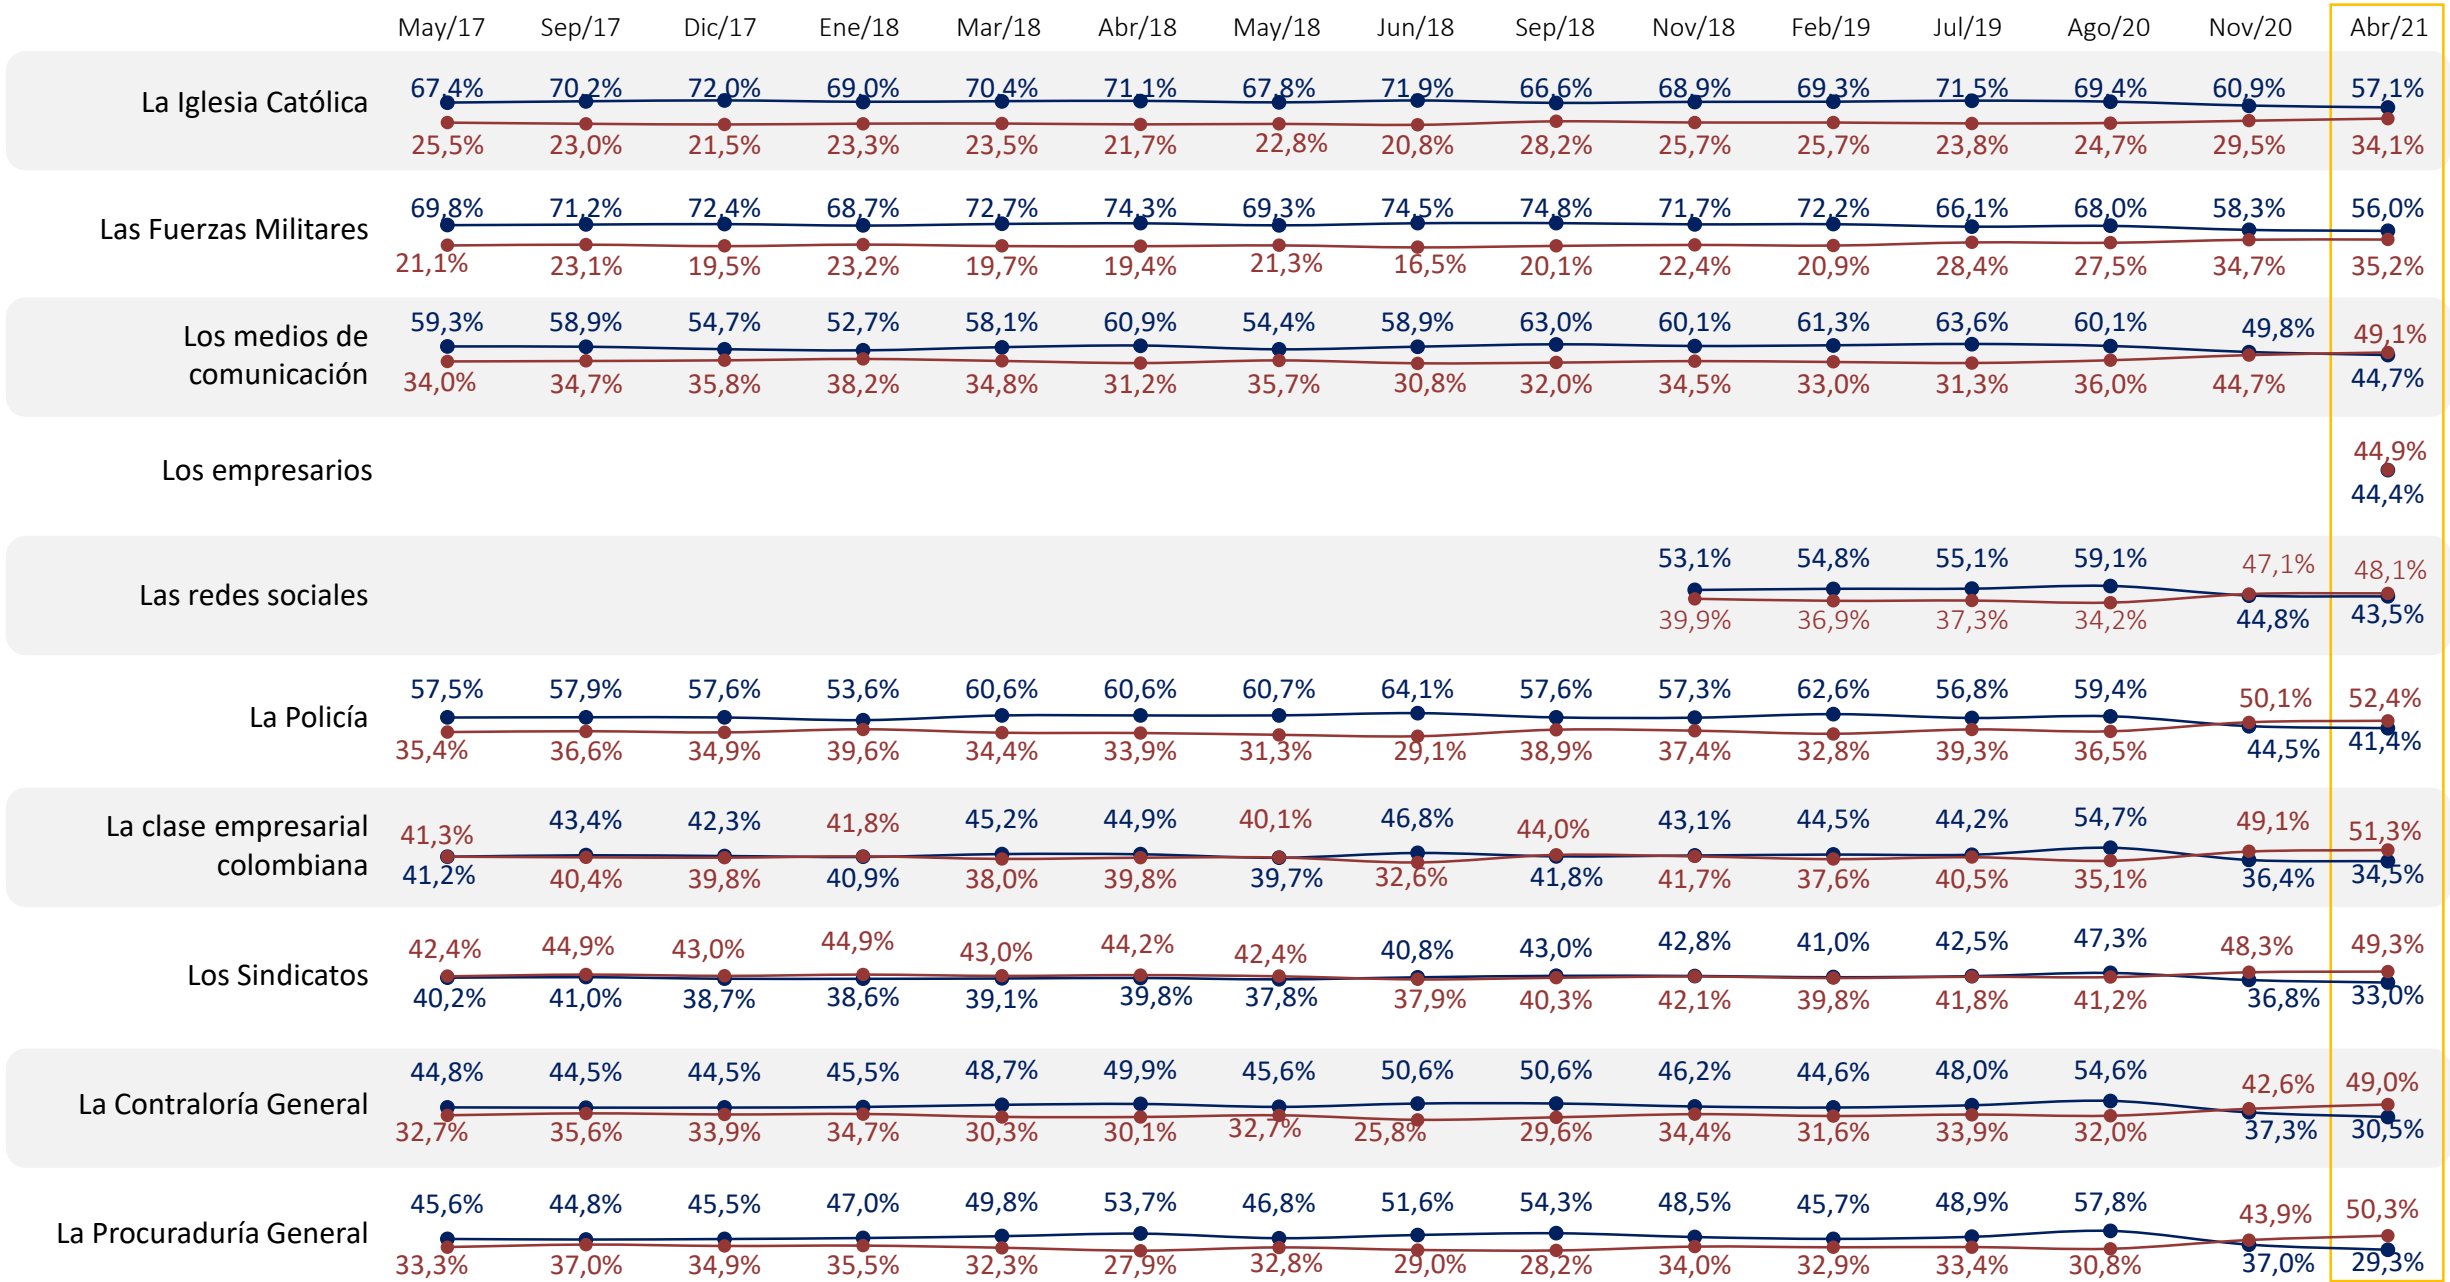 May/17 Sep/17 Dic/17 Ene/18 Mar/18 Abr/18 May/18 Jun/18 Sep/18 Nov/18 Feb/19 Jul/19 Ago/20 Nov/20 Abr/21
La Iglesia Católica
67,4% 70,2% 72,0% 69,0% 70,4% 71,1% 67,8% 71,9% 66,6% 68,9% 69,3% 71,5% 69,4% 60,9% 57,1%
25,5% 23,0% 21,5% 23,3% 23,5% 21,7% 22,8% 20,8% 28,2% 25,7% 25,7% 23,8% 24,7% 29,5% 34,1%
Las Fuerzas Militares
69,8% 71,2% 72,4% 68,7% 72,7% 74,3% 69,3% 74,5% 74,8% 71,7% 72,2% 66,1% 68,0% 58,3% 56,0%
21,1% 23,1% 19,5% 23,2% 19,7% 19,4% 21,3% 16,5% 20,1% 22,4% 20,9% 28,4% 27,5% 34,7% 35,2%
Los medios de
comunicación
59,3% 58,9% 54,7% 52,7% 58,1% 60,9% 54,4% 58,9% 63,0% 60,1% 61,3% 63,6% 60,1% 49,8% 49,1%
34,0% 34,7% 35,8% 38,2% 34,8% 31,2% 35,7% 30,8% 32,0% 34,5% 33,0% 31,3% 36,0% 44,7% 44,7%
Los empresarios
44,9%
44,4%
Las redes sociales
53,1% 54,8% 55,1% 59,1% 47,1% 48,1%
39,9% 36,9% 37,3% 34,2% 44,8% 43,5%
La Policía
57,5% 57,9% 57,6% 53,6% 60,6% 60,6% 60,7% 64,1% 57,6% 57,3% 62,6% 56,8% 59,4% 50,1% 52,4%
35,4% 36,6% 34,9% 39,6% 34,4% 33,9% 31,3% 29,1% 38,9% 37,4% 32,8% 39,3% 36,5% 44,5% 41,4%
La clase empresarial
colombiana
41,3% 43,4% 42,3% 41,8% 45,2% 44,9% 40,1% 46,8% 44,0% 43,1% 44,5% 44,2% 54,7% 49,1% 51,3%
41,2% 40,4% 39,8% 40,9% 38,0% 39,8% 39,7% 32,6% 41,8% 41,7% 37,6% 40,5% 35,1% 36,4% 34,5%
Los Sindicatos
42,4% 44,9% 43,0% 44,9% 43,0% 44,2% 42,4% 40,8% 43,0% 42,8% 41,0% 42,5% 47,3% 48,3% 49,3%
40,2% 41,0% 38,7% 38,6% 39,1% 39,8% 37,8% 37,9% 40,3% 42,1% 39,8% 41,8% 41,2% 36,8% 33,0%
La Contraloría General
44,8% 44,5% 44,5% 45,5% 48,7% 49,9% 45,6% 50,6% 50,6% 46,2% 44,6% 48,0% 54,6% 42,6% 49,0%
32,7% 35,6% 33,9% 34,7% 30,3% 30,1% 32,7% 25,8% 29,6% 34,4% 31,6% 33,9% 32,0% 37,3% 30,5%
La Procuraduría General
45,6% 44,8% 45,5% 47,0% 49,8% 53,7% 46,8% 51,6% 54,3% 48,5% 45,7% 48,9% 57,8% 43,9% 50,3%
33,3% 37,0% 34,9% 35,5% 32,3% 27,9% 32,8% 29,0% 28,2% 34,0% 32,9% 33,4% 30,8% 37,0% 29,3%